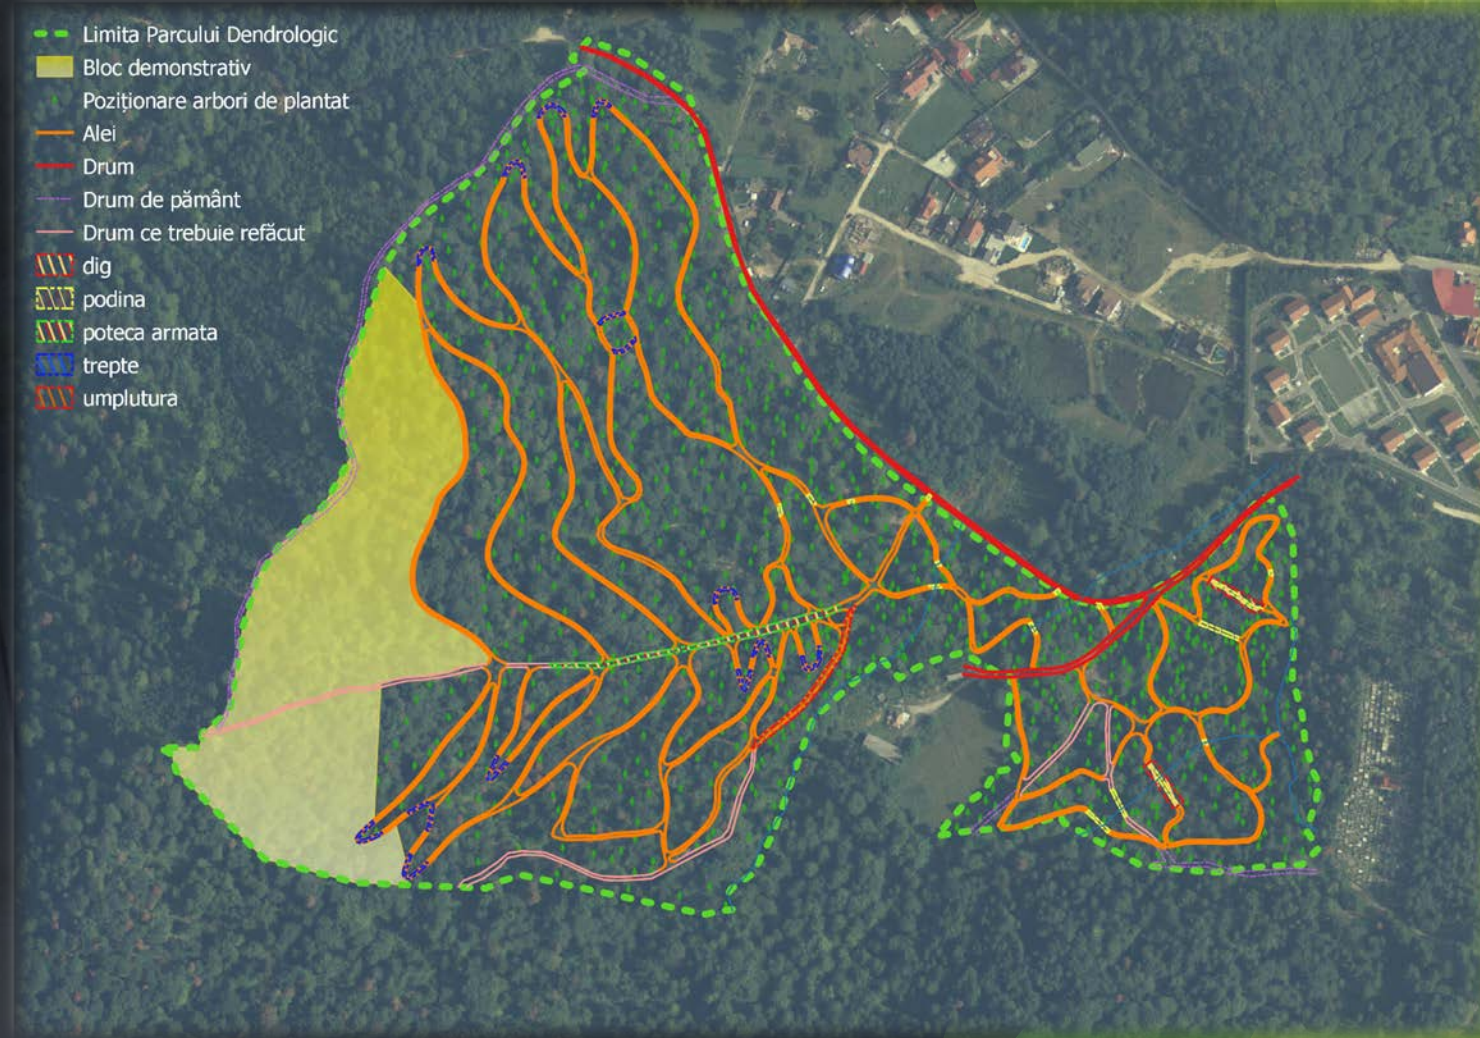 Limita Parcului Dendrologic
Bloc demonstrativ
Poziționare arbori de plantat
Alei
Drum
Drum de pământ
Drum ce trebuie refăcut
dig
podina
poteca armata
trepte
umplutura